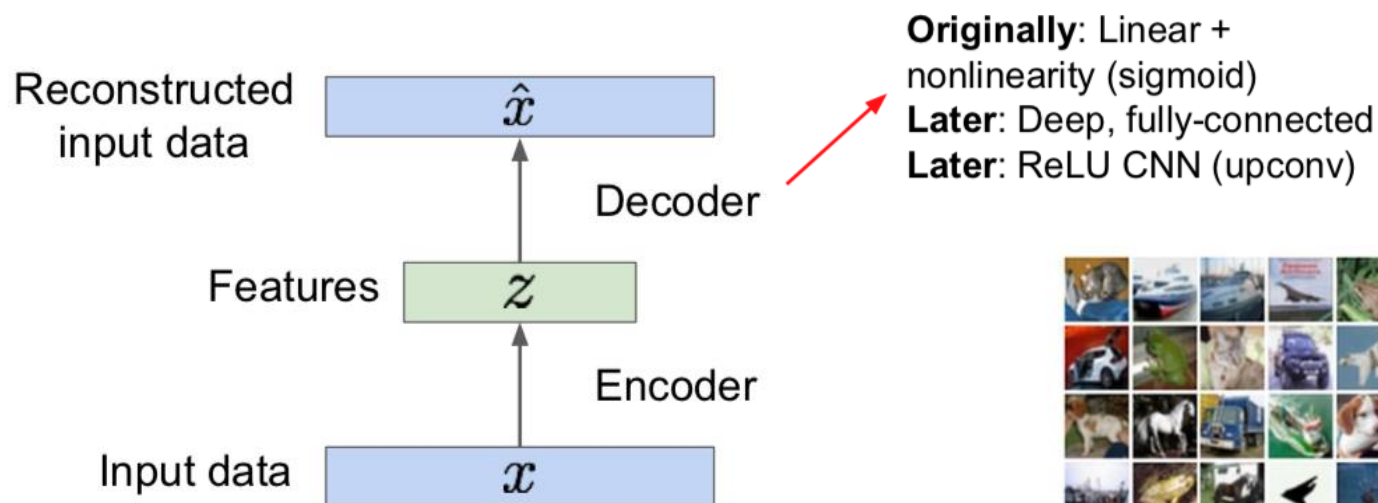 Originally: Linear +
nonlinearity (sigmoid)
Later: Deep, fully-connected
Later: ReLU CNN (upconv)
Reconstructed
input data
x̂
Decoder
Features
z
Encoder
Input data
x